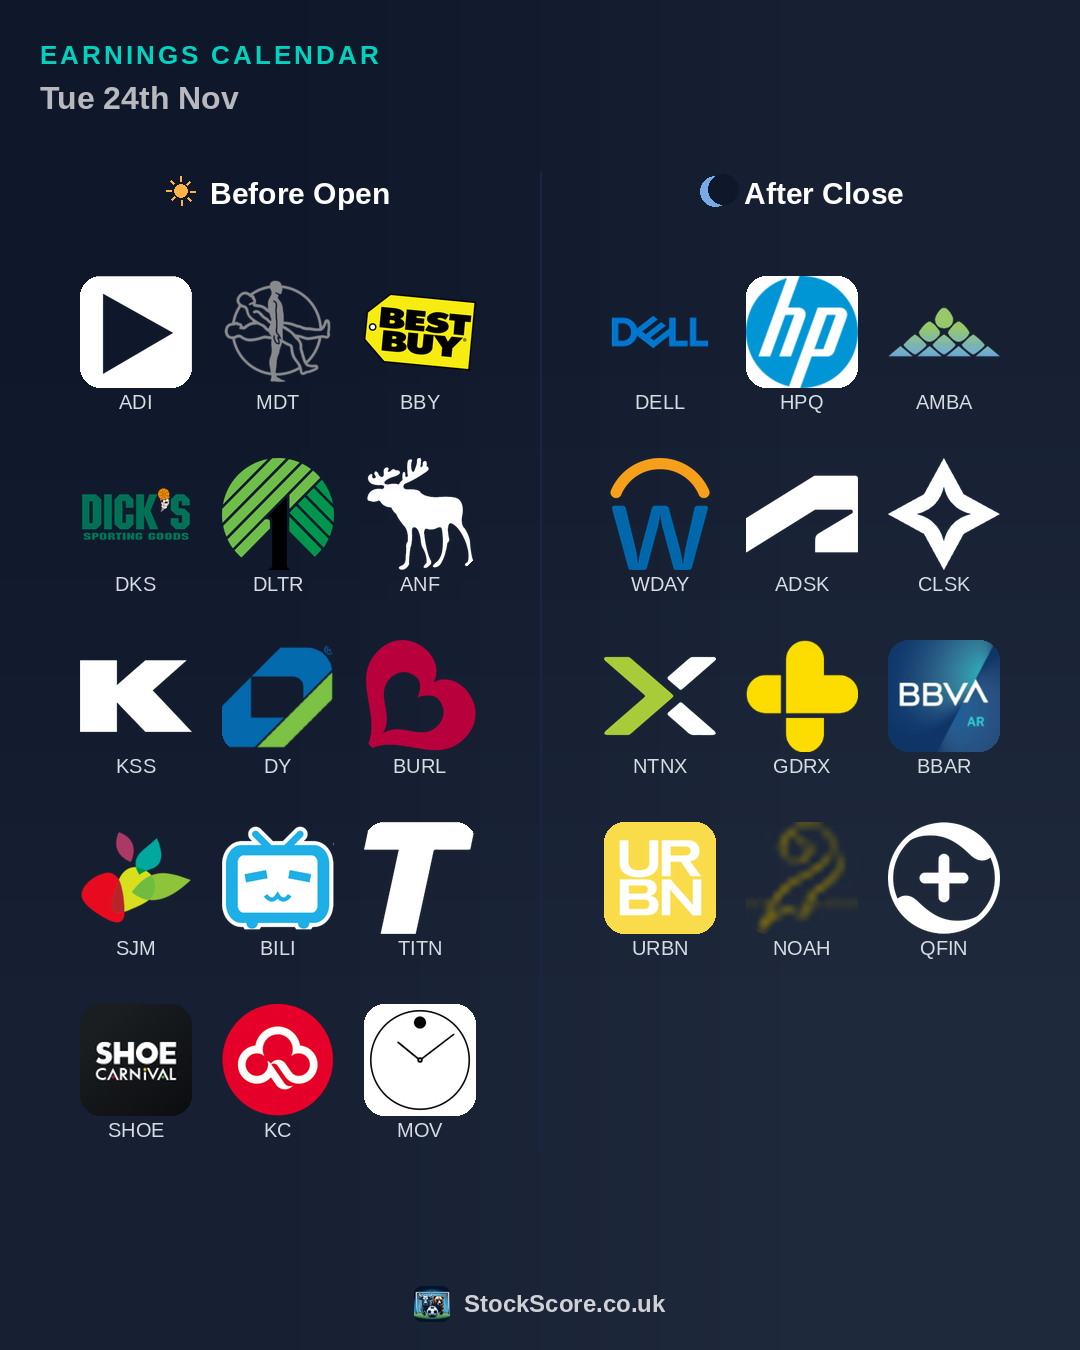 EARNINGS CALENDAR
Tue 24th Nov
Before Open
ADI
MDT
BEST
BUY
BBY
DICK'S
SPORTING GOODS
DKS
DLTR
ANF
K
KSS
DY
BURL
SJM
BILI
T
TITN
SHOE
CARNIVAL
SHOE
KC
MOV
After Close
DELL
DELL
hp
HPQ
AMBA
W
WDAY
ADSK
CLSK
NTNX
GDRX
BBVA
AR
BBAR
UR
BN
URBN
NOAH
QFIN
StockScore.co.uk